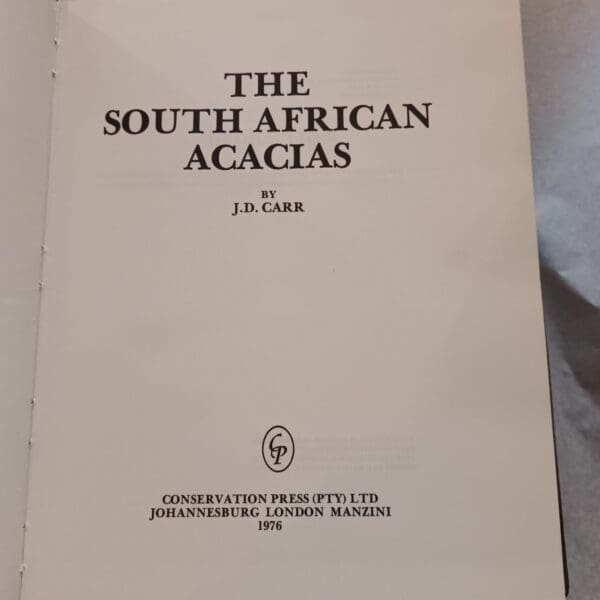 THE
SOUTH AFRICAN
ACACIAS
BY
J.D. CARR
CP
CONSERVATION PRESS (PTY) LTD
JOHANNESBURG LONDON MANZINI
1976